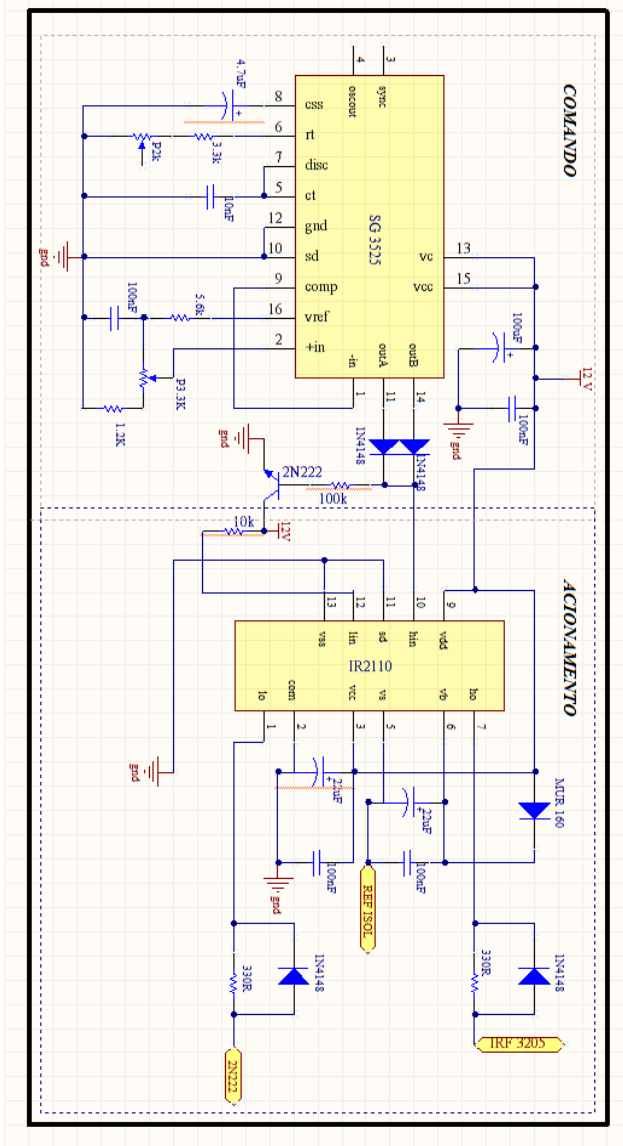 COMANDO
4
oscout
3
sync
4.7uF
8
css
P2k
3.3k
6
rt
7
disc
10nF
5
ct
12
gnd
gnd
10
sd
9
comp
SG 3525
vc
13
vcc
15
100nF
5.6k
16
vref
2
+in
P3.3K
1.2K
-in
outA
outB
1
11
14
100uF
12 V
100nF
gnd
1N4148
1N4148
gnd
2N222
100k
10k
12V
ACIONAMENTO
13
12
11
10
9
vss
lin
sd
hin
vdd
IR2110
lo
com
vcc
vs
vb
ho
1
2
3
5
6
7
gnd
22uF
22uF
MUR 160
100nF
100nF
gnd
REF ISOL
330R
1N4148
330R
1N4148
2N222
IRF 3205